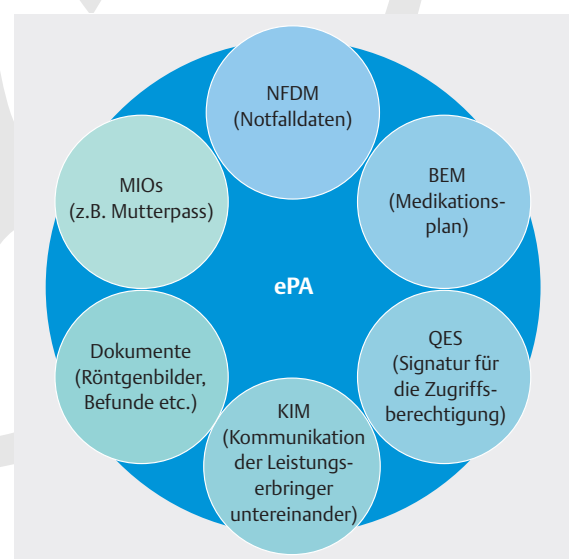 NFDM
(Notfalldaten)
BEM
(Medikations-
plan)
QES
(Signatur für
die Zugriffs-
berechtigung)
KIM
(Kommunikation
der Leistungs-
erbringer
untereinander)
Dokumente
(Röntgenbilder,
Befunde etc.)
MIOs
(z.B. Mutterpass)
ePA